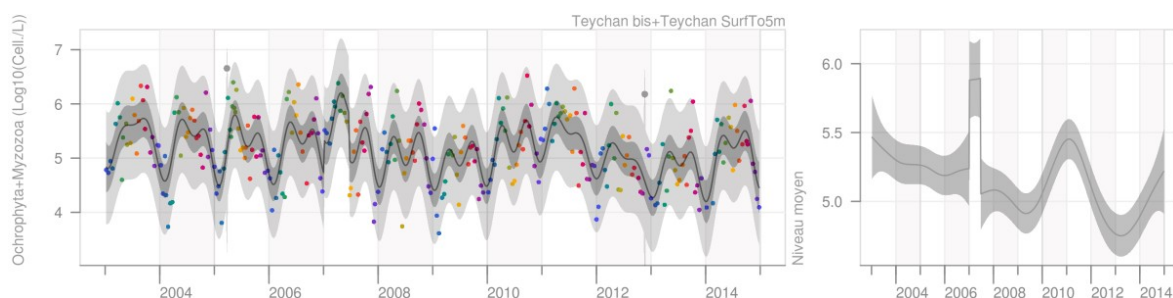 Teychan bis+Teychan SurfTo5m
Ochrophyta+Myzozoa (Log10(Cell./L))
7
6
5
4
2004 2006 2008 2010 2012 2014
Niveau moyen
6.0
5.5
5.0
2004 2006 2008 2010 2012 2014